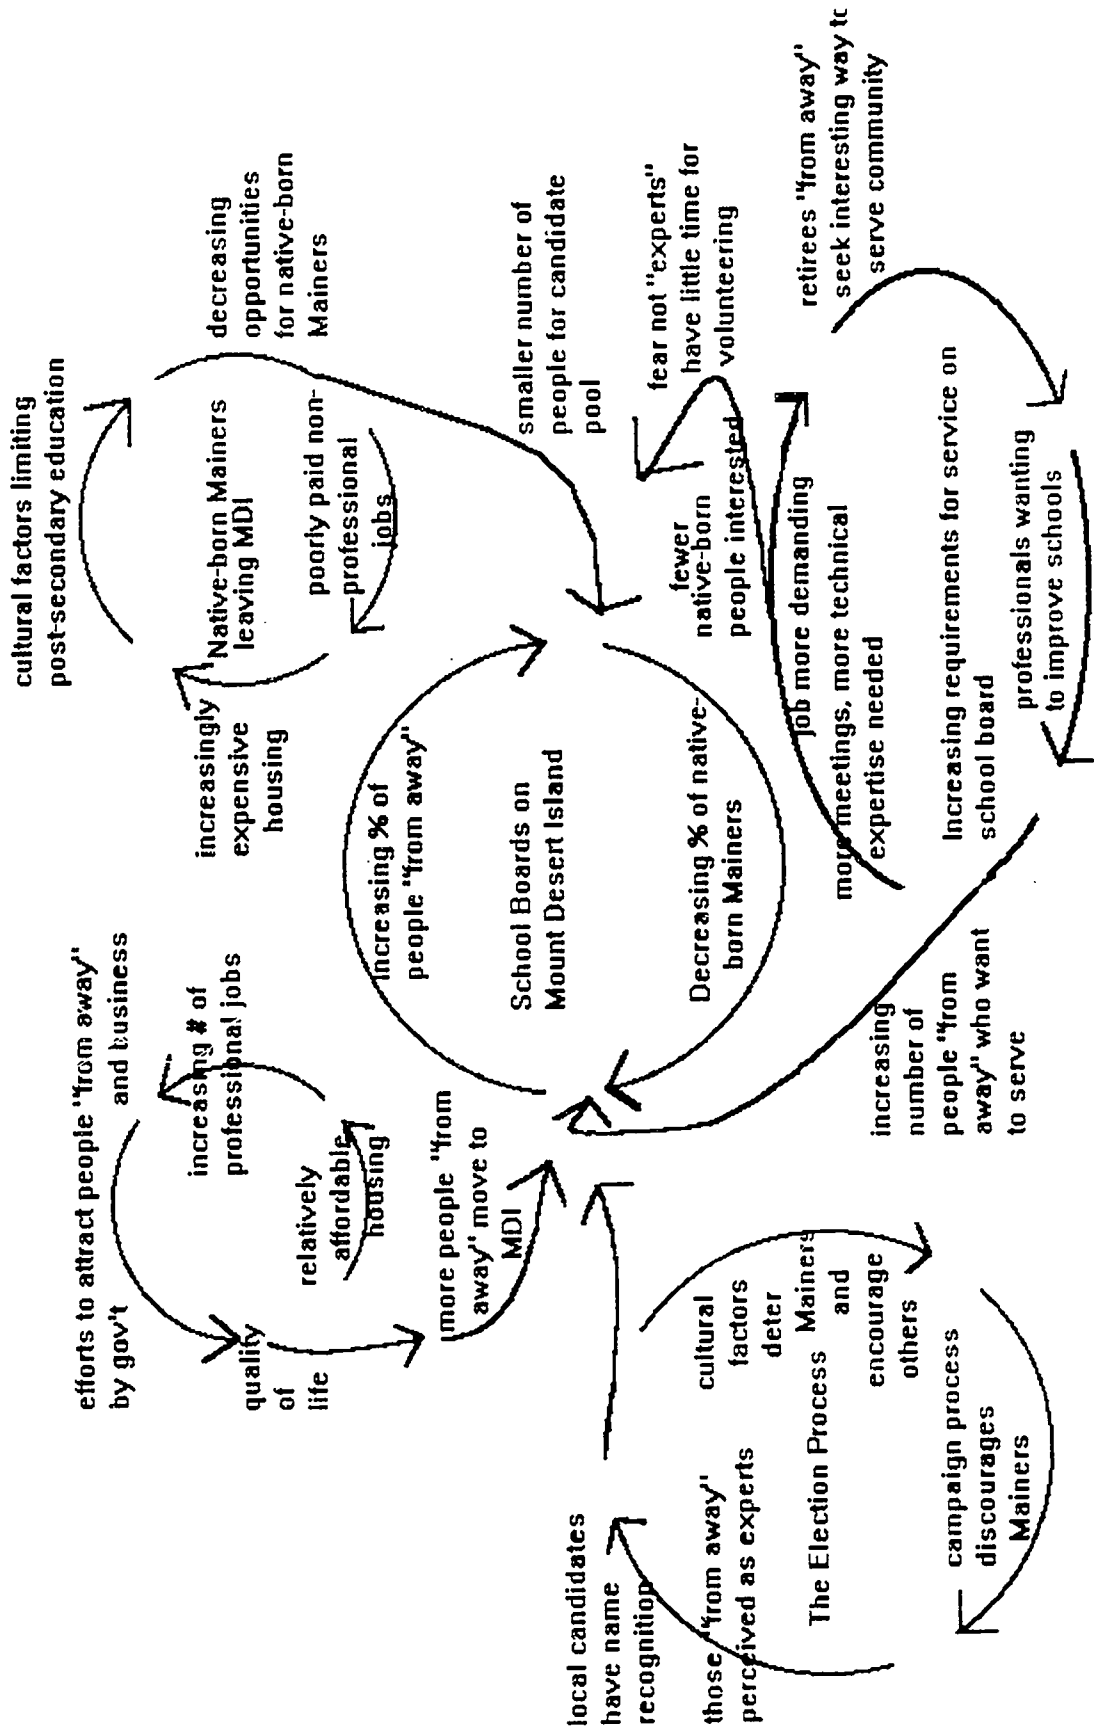 efforts to attract people "from away"
by gov't and business
increasing # of
professional jobs
quality
of
life
relatively
affordable
housing
more people "from
away" move to
MDI
cultural factors limiting
post-secondary education
increasingly
expensive
housing
Native-born Mainers
leaving MDI
poorly paid non-
professional
jobs
decreasing
opportunities
for native-born
Mainers
smaller number of
people for candidate
pool
increasing % of
people "from away"
School Boards on
Mount Desert Island
Decreasing % of native-
born Mainers
fewer
native-born
people interested
fear not "experts"
have little time for
volunteering
local candidates
have name
recognition
those "from away"
perceived as experts
cultural
factors
deter
Mainers
and
encourage
others
The Election Process
campaign process
discourages
Mainers
increasing
number of
people "from
away" who want
to serve
job more demanding
more meetings, more technical
expertise needed
Increasing requirements for service on
school board
professionals wanting
to improve schools
retirees "from away"
seek interesting way to
serve community